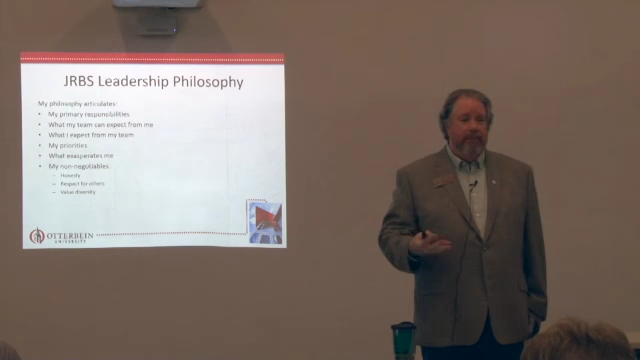 JRBS Leadership Philosophy
My philosophy articulates:
• My primary responsibilities
• What my team can expect from me
• What I expect from my team
• My priorities
• What exasperates me
• My non-negotiables
– Honesty
– Respect for others
– Value diversity
OTTERBEIN
UNIVERSITY